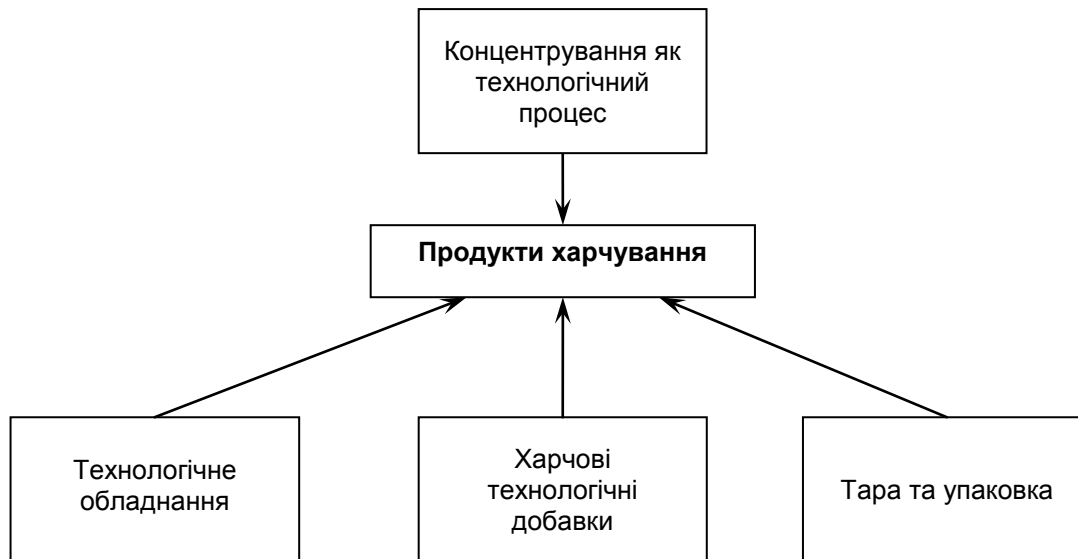 Концентрування як
технологічний
процес
Продукти харчування
Технологічне
обладнання
Харчові
технологічні
добавки
Тара та упаковка